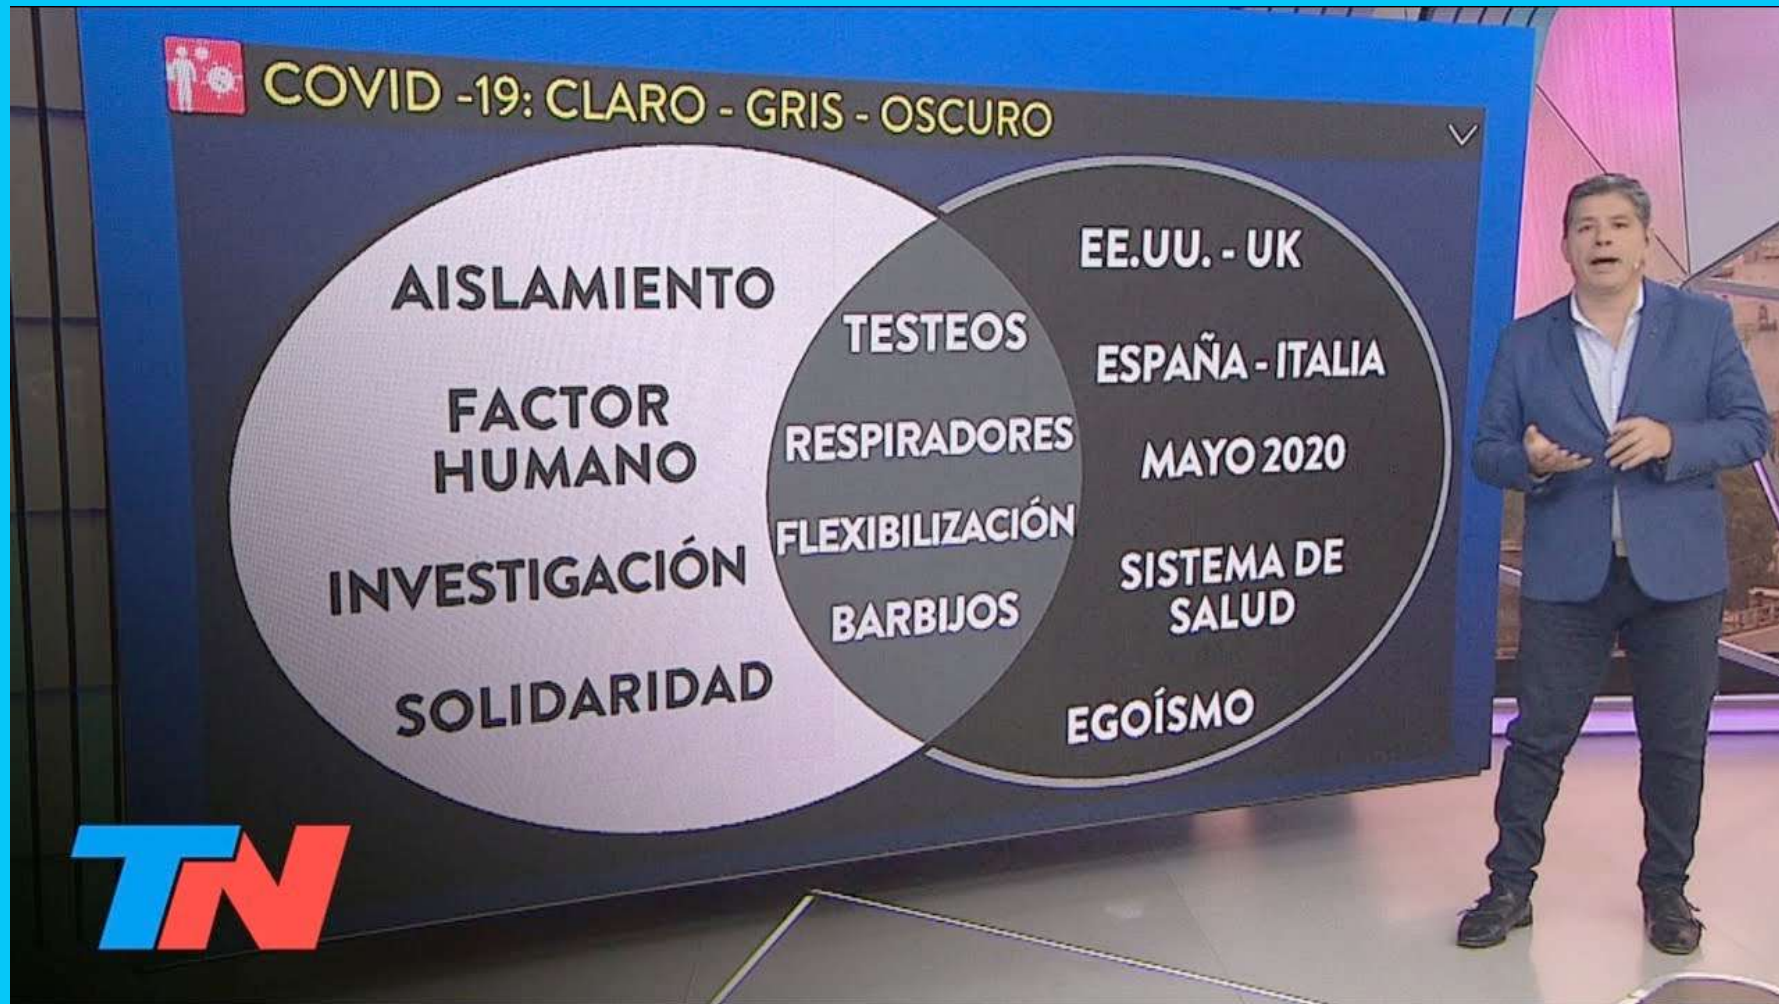 COVID -19: CLARO - GRIS - OSCURO
AISLAMIENTO
FACTOR
HUMANO
INVESTIGACIÓN
SOLIDARIDAD
TESTEOS
RESPIRADORES
FLEXIBILIZACIÓN
BARBIJOS
EE.UU. - UK
ESPAÑA - ITALIA
MAYO 2020
SISTEMA DE
SALUD
EGOÍSMO
TN